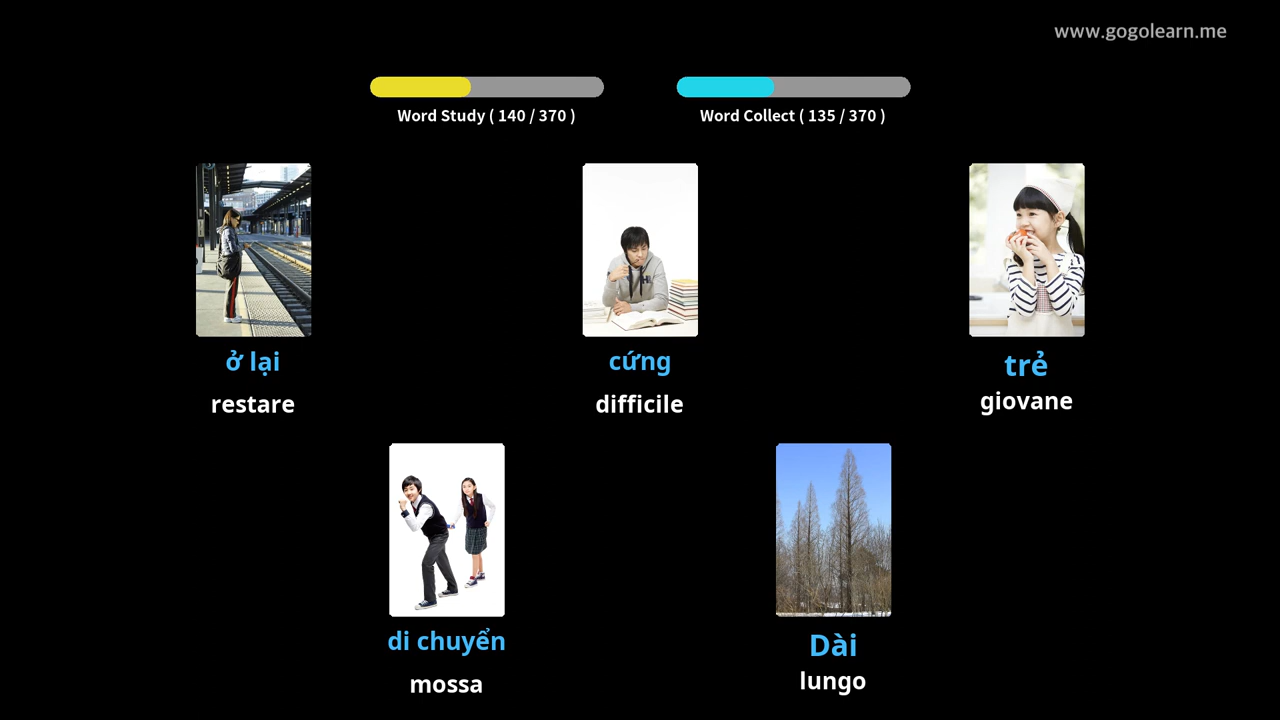 www.gogolearn.me
Word Study ( 140 / 370 )
Word Collect ( 135 / 370 )
ở lại
restare
cứng
difficile
trẻ
giovane
di chuyển
mossa
Dài
lungo